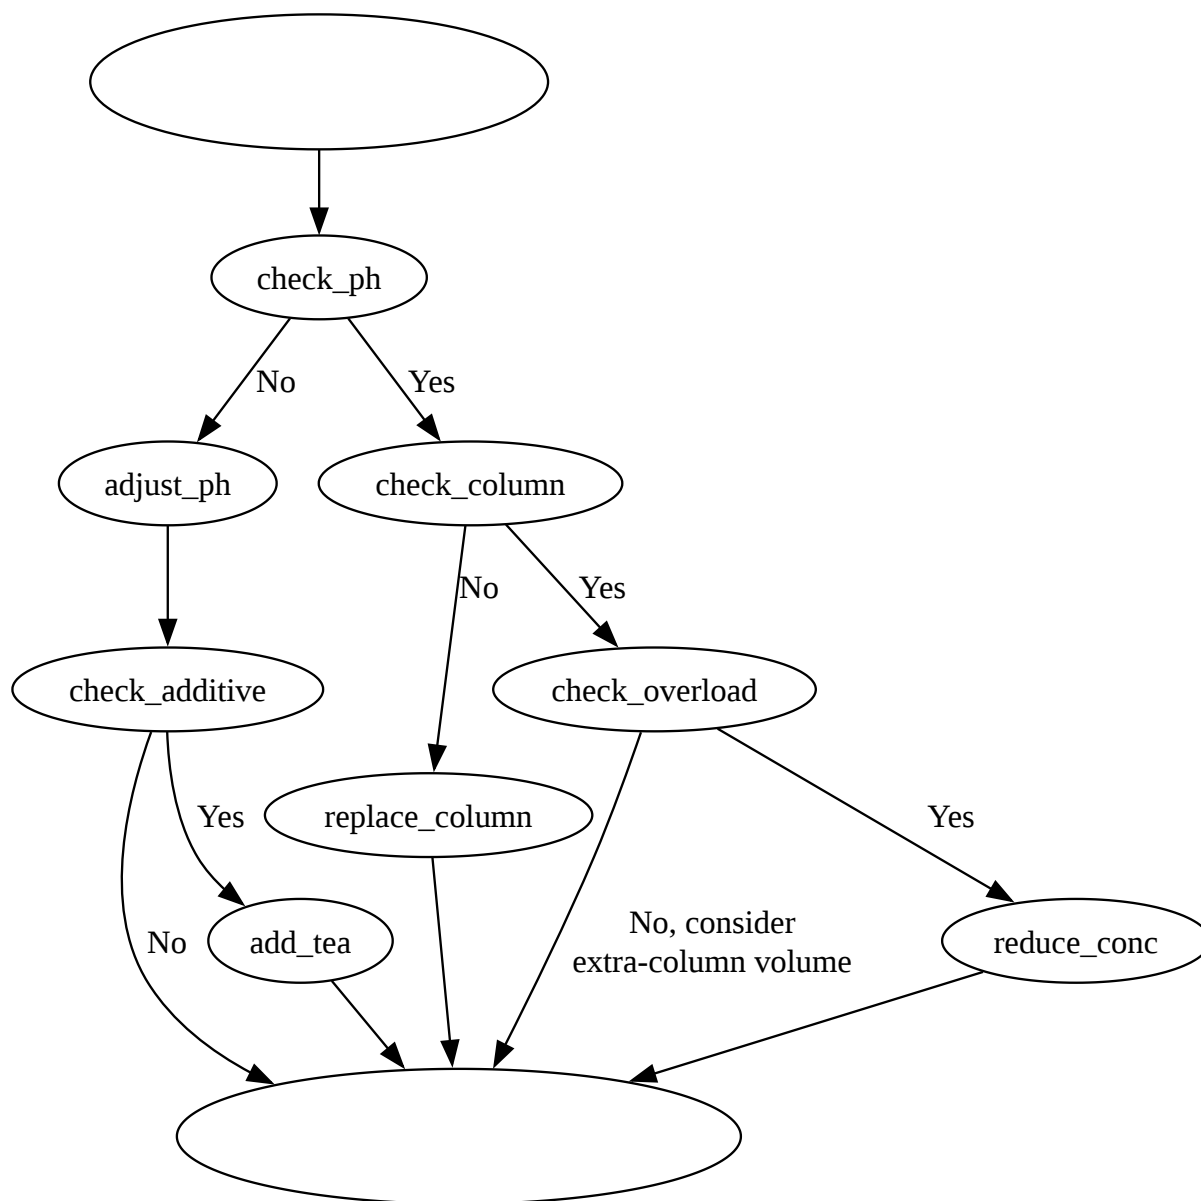 check_ph
No
Yes
adjust_ph
check_column
No
Yes
check_additive
check_overload
Yes
replace_column
Yes
No
add_tea
No, consider
extra-column volume
reduce_conc